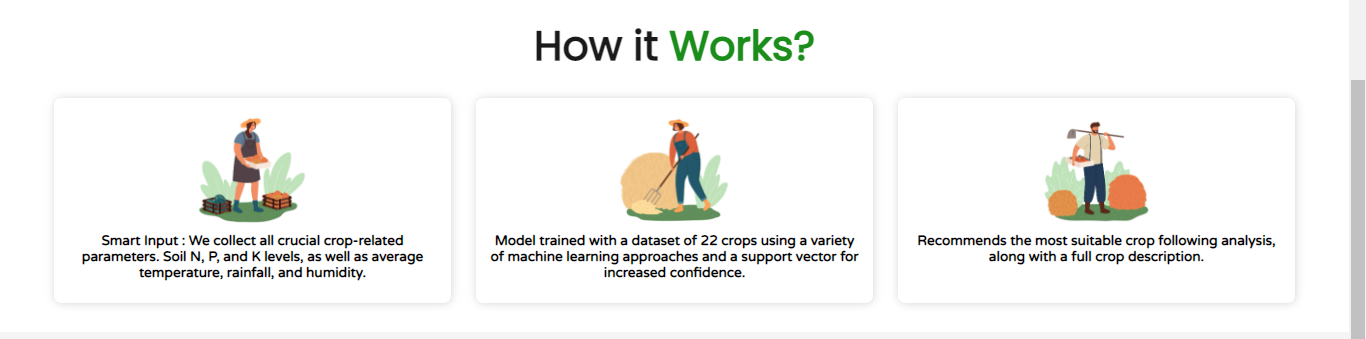 How it Works?
Smart Input : We collect all crucial crop-related
parameters. Soil N, P, and K levels, as well as average
temperature, rainfall, and humidity.
Model trained with a dataset of 22 crops using a variety
of machine learning approaches and a support vector for
increased confidence.
Recommends the most suitable crop following analysis,
along with a full crop description.